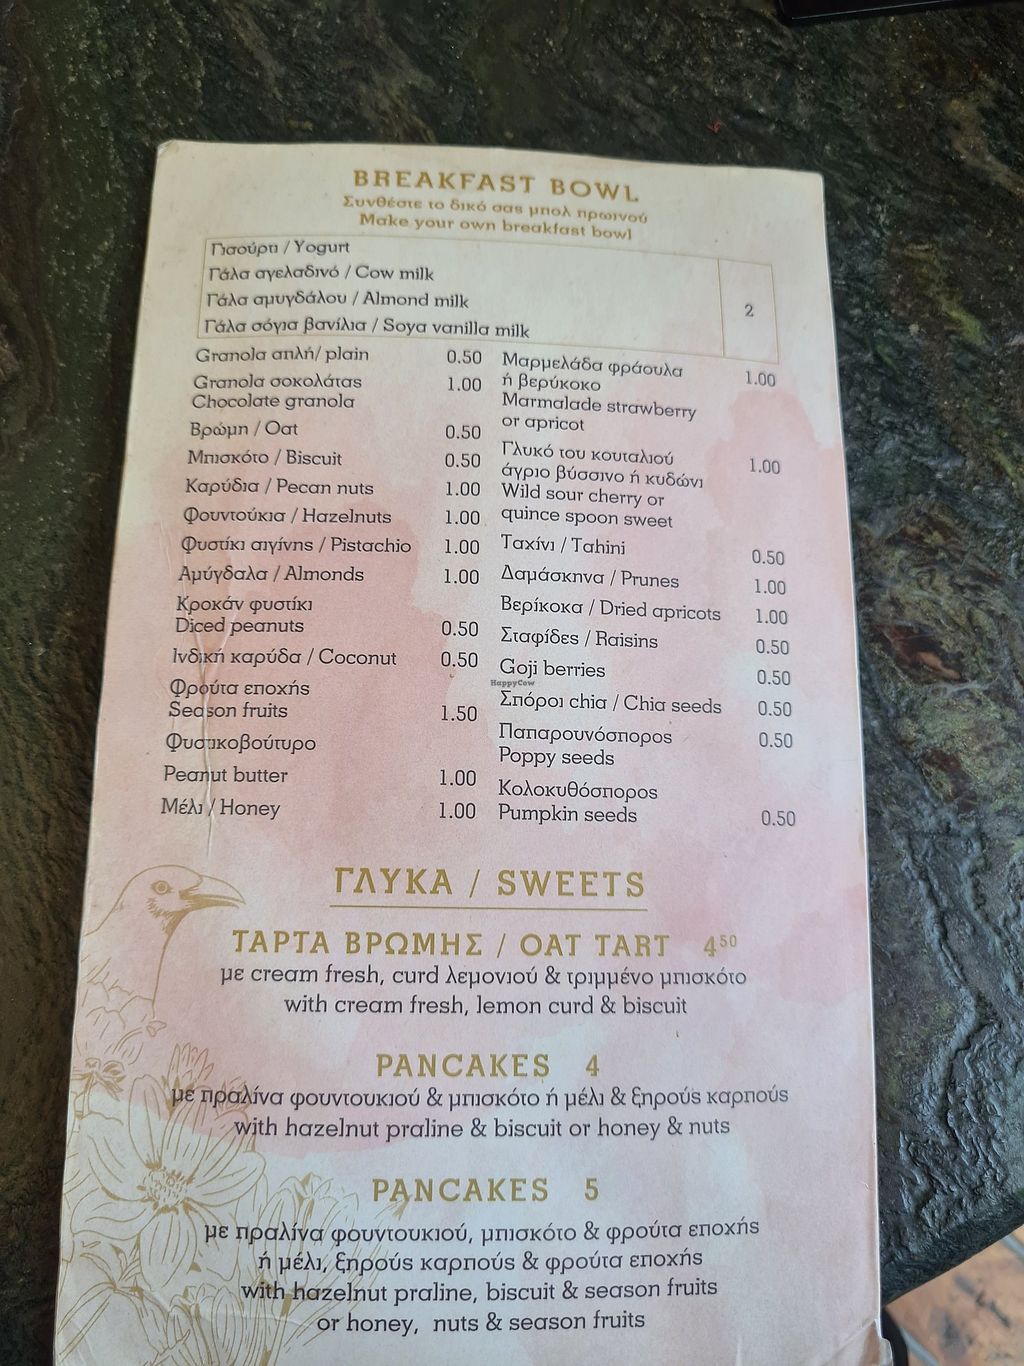 BREAKFAST BOWL
Συνθέστε το δικό σας μπολ πρωινού
Make your own breakfast bowl
Γιαούρτι / Yogurt
Γάλα αγελαδινό / Cow milk
Γάλα αμυγδάλου / Almond milk
Γάλα σόγια βανίλια / Soya vanilla milk
2
Granola απλή/ plain 0.50
Granola σοκολάτας 1.00
Chocolate granola
Βρώμη / Oat 0.50
Μπισκότο / Biscuit 0.50
Καρύδια / Pecan nuts 1.00
Φουντούκια / Hazelnuts 1.00
Φυστίκι αιγίνης / Pistachio 1.00
Αμύγδαλα / Almonds 1.00
Κροκάν φυστίκι
Diced peanuts 0.50
Ινδική καρύδα / Coconut 0.50
Φρούτα εποχής
Season fruits 1.50
Φυστικοβούτυρο
Peanut butter 1.00
Μέλι / Honey 1.00
Μαρμελάδα φράουλα 1.00
ή βερύκοκο
Marmalade strawberry
or apricot
Γλυκό του κουταλιού 1.00
άγριο βύσσινο ή κυδώνι
Wild sour cherry or
quince spoon sweet
Ταχίνι / Tahini 0.50
Δαμάσκηνα / Prunes 1.00
Βερίκοκα / Dried apricots 1.00
Σταφίδες / Raisins 0.50
Goji berries 0.50
Σπόροι chia / Chia seeds 0.50
Παπαρουνόσπορος 0.50
Poppy seeds
Κολοκυθόσπορος
Pumpkin seeds 0.50
HappyCow
ΓΛΥΚΑ / SWEETS
ΤΑΡΤΑ ΒΡΩΜΗΣ / OAT TART 4⁵⁰
με cream fresh, curd λεμονιού & τριμμένο μπισκότο
with cream fresh, lemon curd & biscuit
PANCAKES 4
με πραλίνα φουντουκιού & μπισκότο ή μέλι & ξηρούς καρπούς
with hazelnut praline & biscuit or honey & nuts
PANCAKES 5
με πραλίνα φουντουκιού, μπισκότο & φρούτα εποχής
ή μέλι, ξηρούς καρπούς & φρούτα εποχής
with hazelnut praline, biscuit & season fruits
or honey, nuts & season fruits